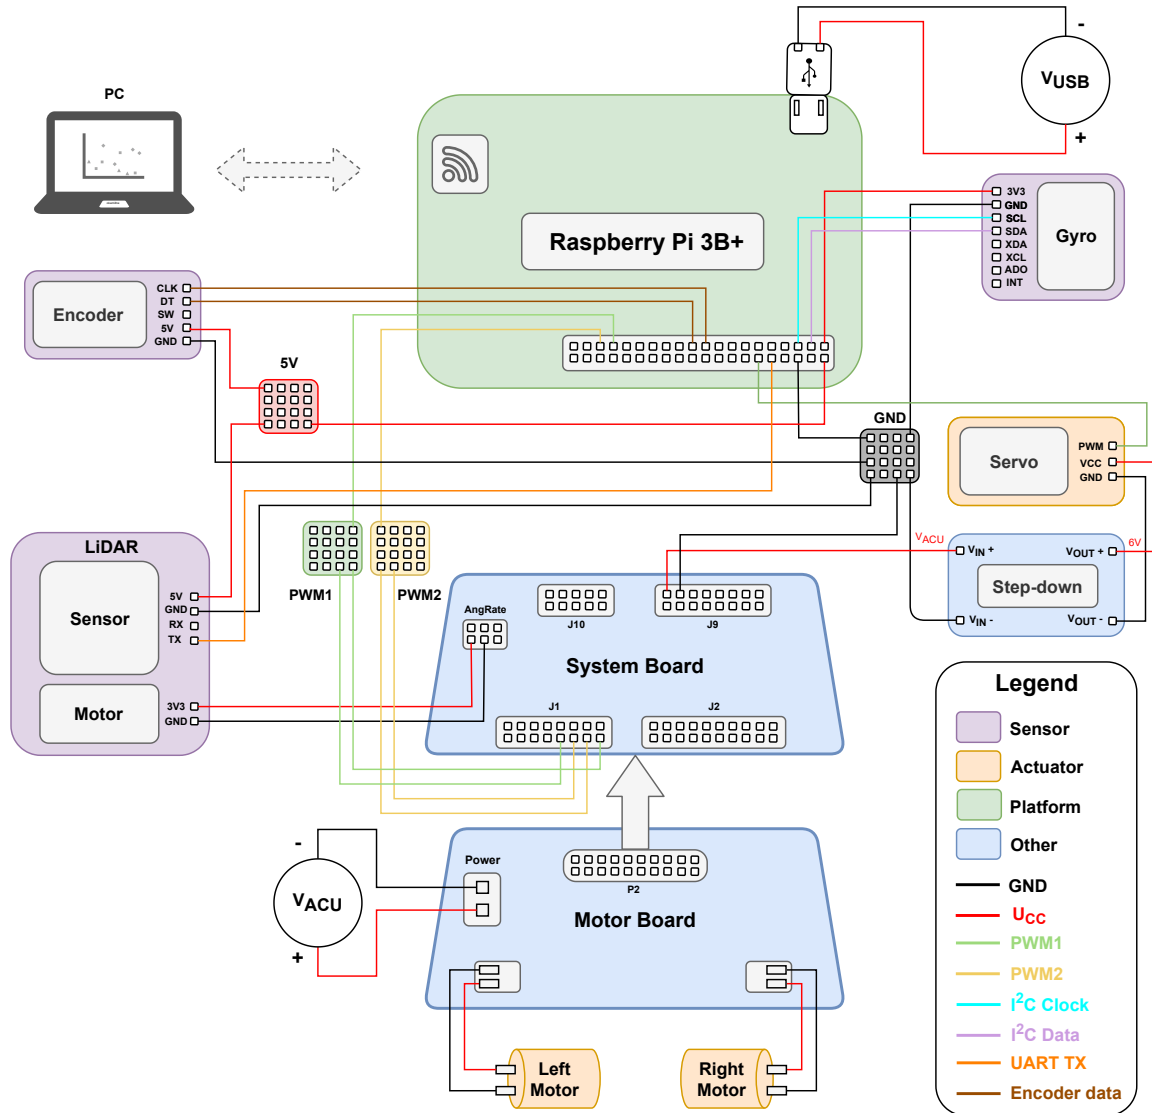 PC
-
VUSB
+
Raspberry Pi 3B+
3V3
GND
SCL
SDA
XDA
XCL
ADO
INT
Gyro
Encoder
CLK
DT
SW
5V
GND
5V
GND
Servo
PWM
VCC
GND
LiDAR
Sensor
5V
GND
RX
TX
Motor
3V3
GND
PWM1
PWM2
VACU
VIN +
VOUT +
6V
Step-down
VIN -
VOUT -
AngRate
J10
J9
System Board
J1
J2
-
VACU
+
Power
P2
Motor Board
Left
Motor
Right
Motor
Legend
Sensor
Actuator
Platform
Other
GND
UCC
PWM1
PWM2
I²C Clock
I²C Data
UART TX
Encoder data